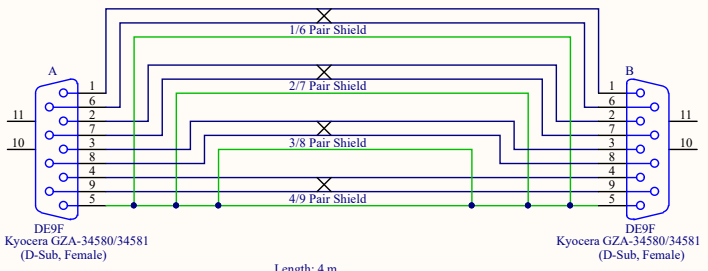 1/6 Pair Shield
A
B
1
1
6
6
2/7 Pair Shield
11
2
2
11
7
7
10
3
3/8 Pair Shield
3
10
8
8
4
4
9
4/9 Pair Shield
9
5
5
DE9F
DE9F
Kyocera GZA-34580/34581
Kyocera GZA-34580/34581
(D-Sub, Female)
(D-Sub, Female)
Length: 4 m